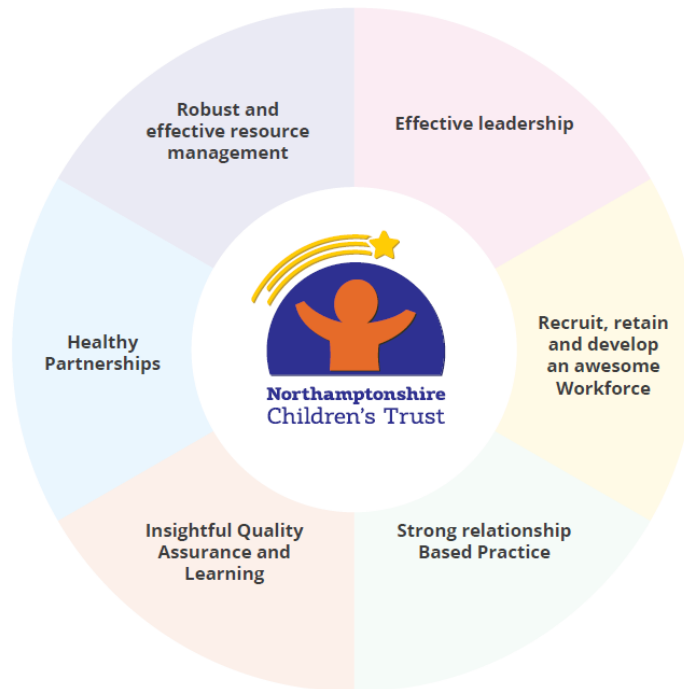 Robust and
effective resource
management
Effective leadership
Recruit, retain
and develop
an awesome
Workforce
Strong relationship
Based Practice
Insightful Quality
Assurance and
Learning
Healthy
Partnerships
Northamptonshire
Children's Trust